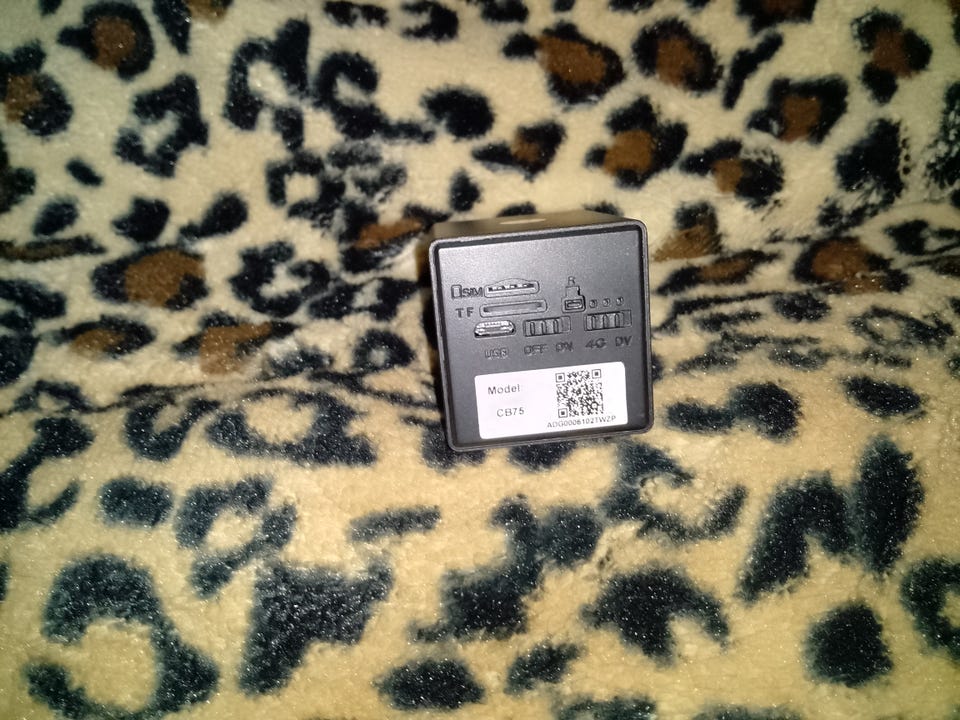 SIM
TF
USB OFF ON 4G DV
Model
CB75
ADG0006102TWZP